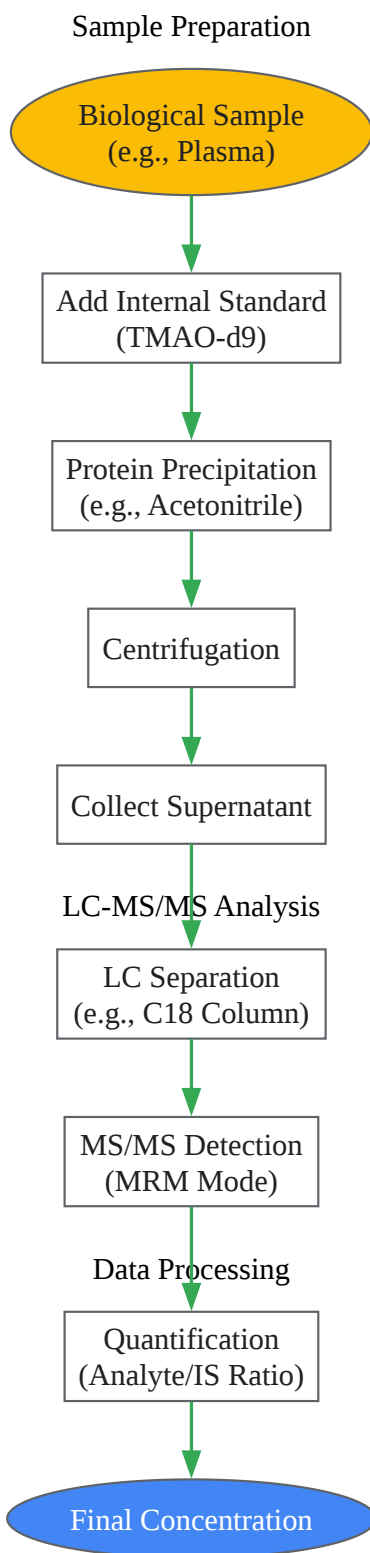 Sample Preparation
Biological Sample
(e.g., Plasma)
Add Internal Standard
(TMAO-d9)
Protein Precipitation
(e.g., Acetonitrile)
Centrifugation
Collect Supernatant
LC-MS/MS Analysis
LC Separation
(e.g., C18 Column)
MS/MS Detection
(MRM Mode)
Data Processing
Quantification
(Analyte/IS Ratio)
Final Concentration